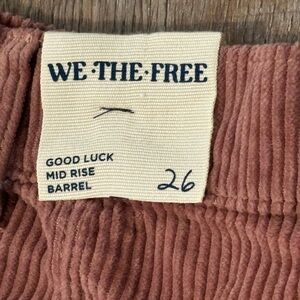 WE·THE·FREE
GOOD LUCK
MID RISE
BARREL
26